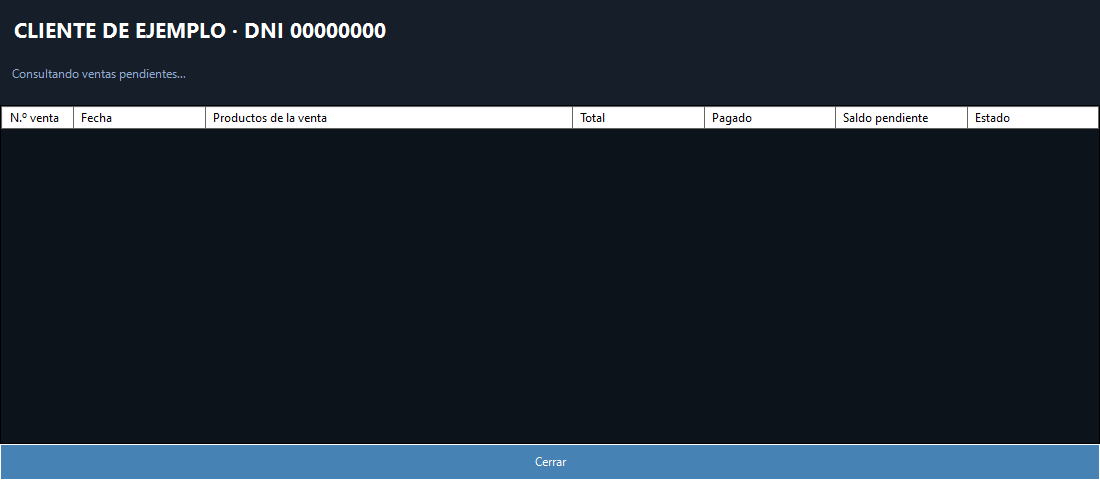 CLIENTE DE EJEMPLO · DNI 00000000
Consultando ventas pendientes...
N.º venta Fecha Productos de la venta Total Pagado Saldo pendiente Estado
Cerrar